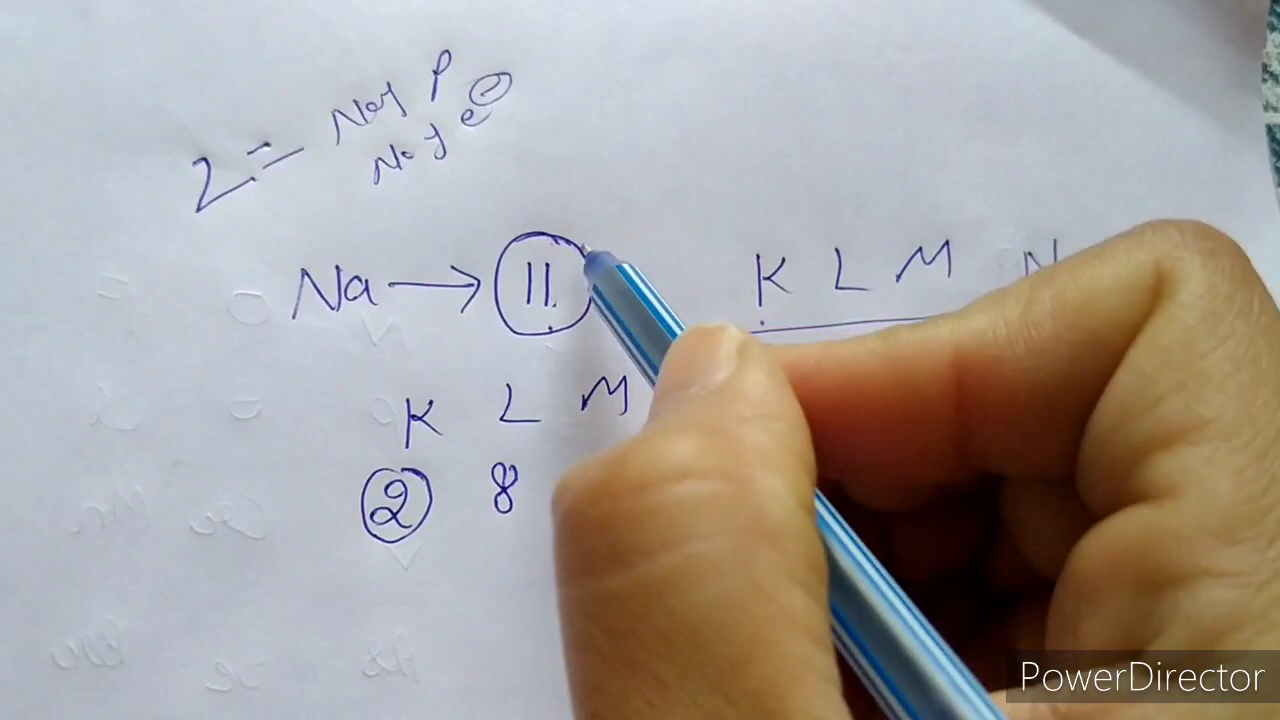 Z = No of P
No of e⊖
Na → 11
K L M N
K L M
2 8
PowerDirector